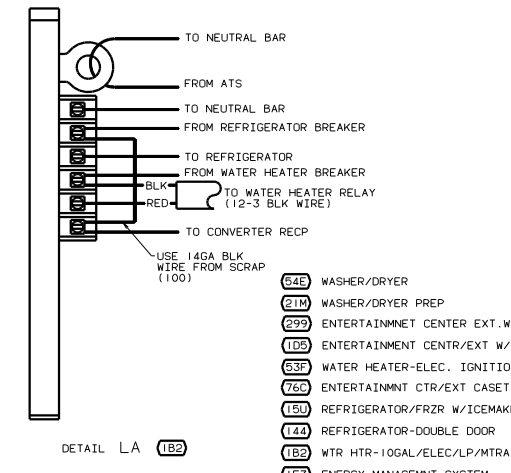 TO NEUTRAL BAR
FROM ATS
TO NEUTRAL BAR
FROM REFRIGERATOR BREAKER
TO REFRIGERATOR
FROM WATER HEATER BREAKER
BLK
TO WATER HEATER RELAY
RED
(12-3 BLK WIRE)
TO CONVERTER RECP
USE 14GA BLK
WIRE FROM SCRAP
(100)
54E WASHER/DRYER
21M WASHER/DRYER PREP
299 ENTERTAINMNET CENTER EXT.W
1D5 ENTERTAINMENT CENTR/EXT W/
53F WATER HEATER-ELEC. IGNITIO
76C ENTERTAINMNT CTR/EXT CASET
15U REFRIGERATOR/FRZR W/ICEMAK
144 REFRIGERATOR-DOUBLE DOOR
DETAIL LA 1B2
1B2 WTR HTR-10GAL/ELEC/LP/MTRA
ENERGY MANAGEMNT SYSTEM